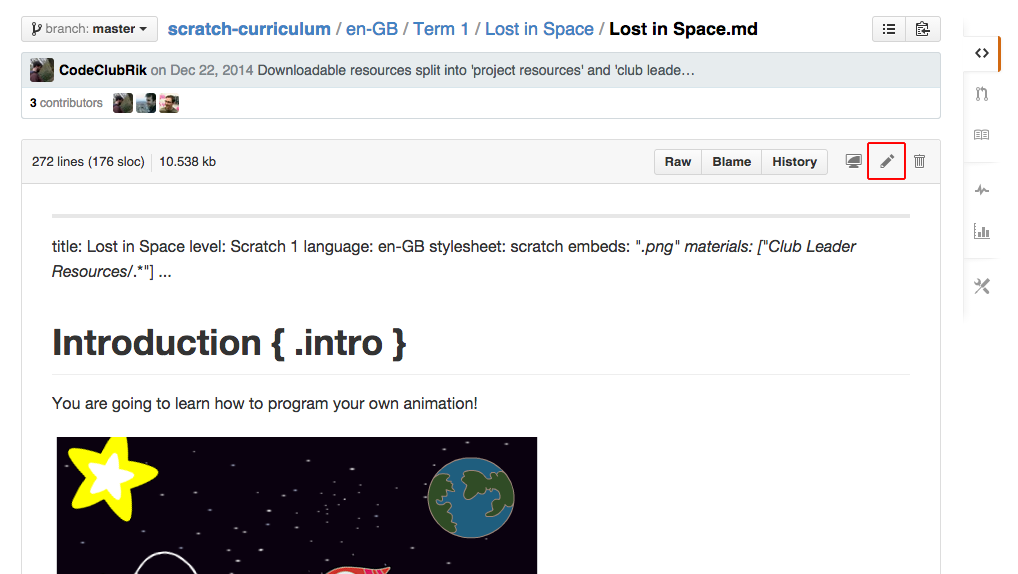 branch: master scratch-curriculum / en-GB / Term 1 / Lost in Space / Lost in Space.md
CodeClubRik on Dec 22, 2014 Downloadable resources split into 'project resources' and 'club leade…
3 contributors
272 lines (176 sloc) 10.538 kb Raw Blame History
title: Lost in Space level: Scratch 1 language: en-GB stylesheet: scratch embeds: ".png" materials: ["Club Leader
Resources/.*"] ...
Introduction { .intro }
You are going to learn how to program your own animation!